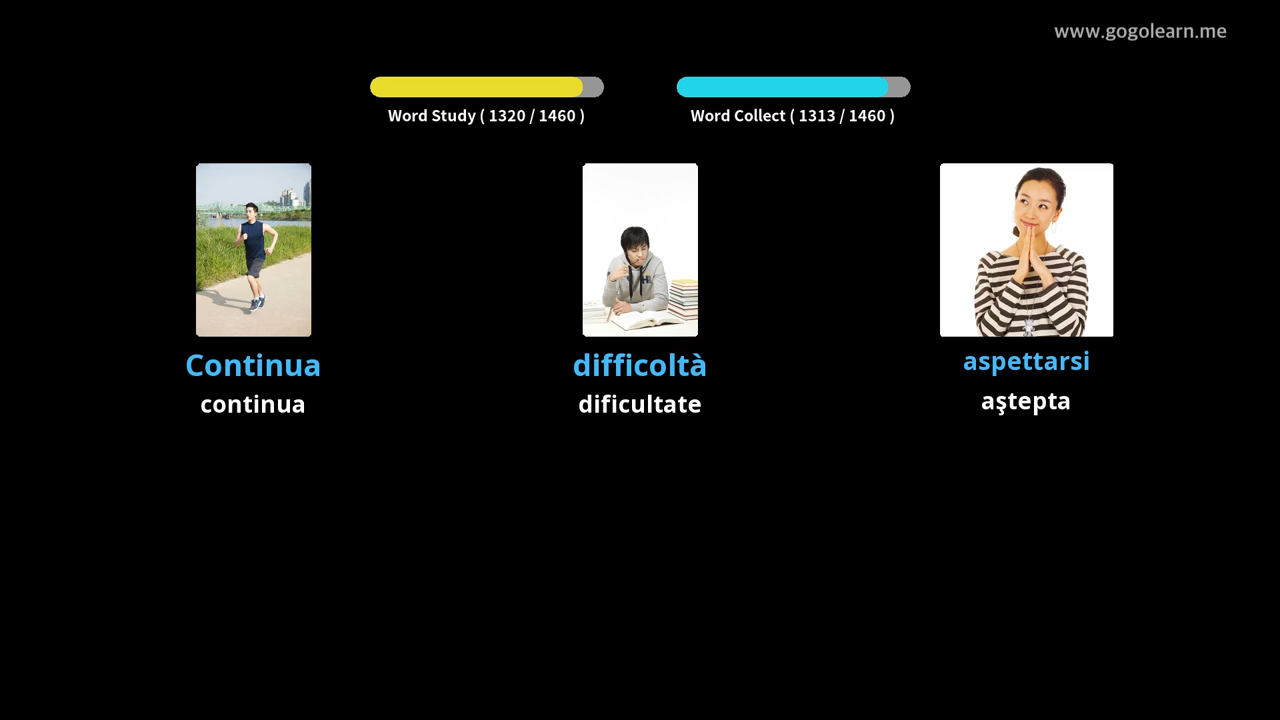 www.gogolearn.me
Word Study ( 1320 / 1460 )
Word Collect ( 1313 / 1460 )
Continua
continua
difficoltà
dificultate
aspettarsi
aştepta